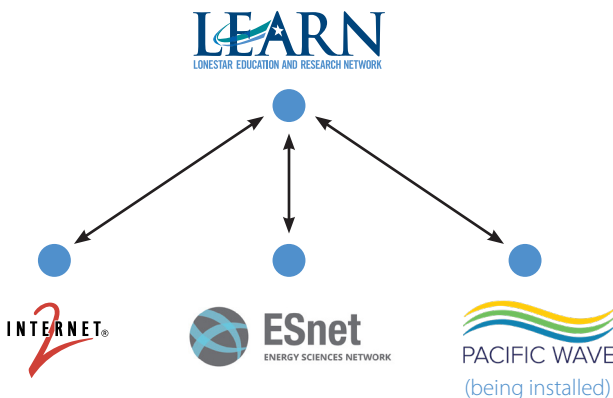 LEARN
LONESTAR EDUCATION AND RESEARCH NETWORK
INTERNET®
2
ESnet
ENERGY SCIENCES NETWORK
PACIFIC WAVE
(being installed)